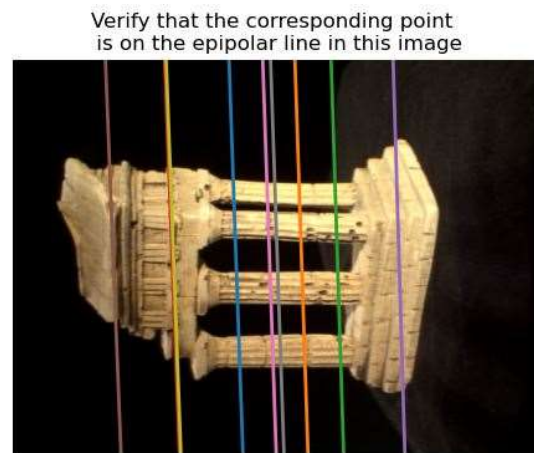 Verify that the corresponding point
is on the epipolar line in this image